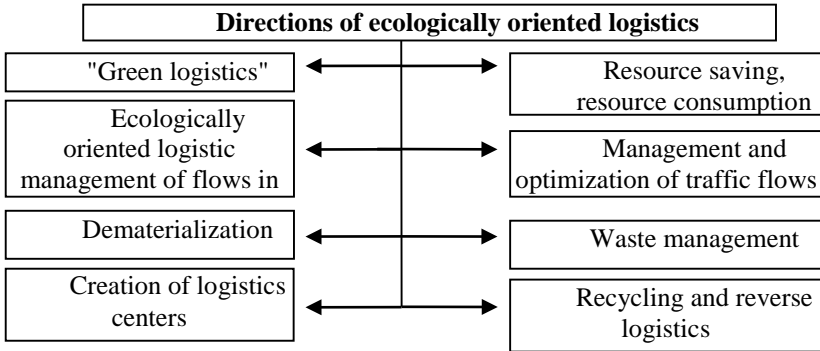 Directions of ecologically oriented logistics
"Green logistics"
Resource saving,
resource consumption
Ecologically
oriented logistic
management of flows in
Management and
optimization of traffic flows
Dematerialization
Waste management
Creation of logistics
centers
Recycling and reverse
logistics